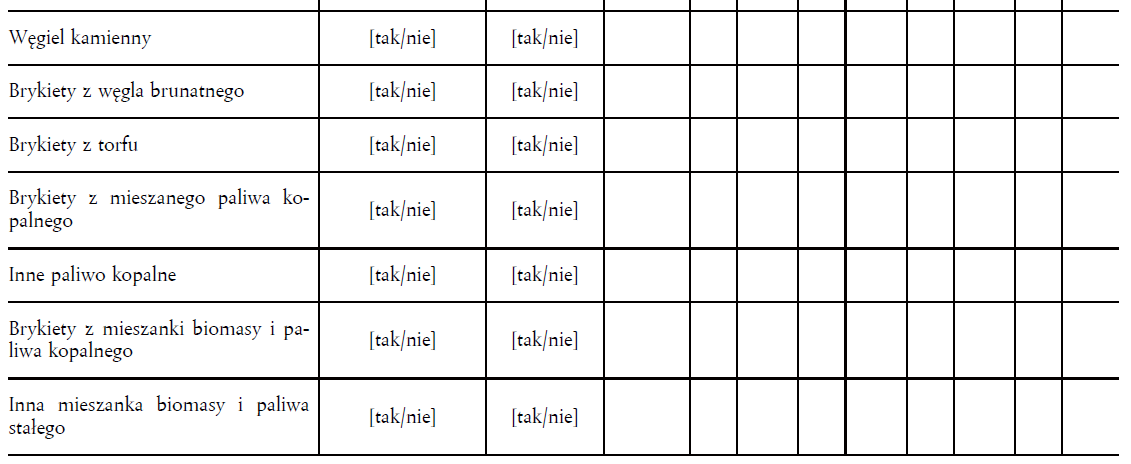 Węgiel kamienny [tak/nie] [tak/nie]
Brykiety z węgla brunatnego [tak/nie] [tak/nie]
Brykiety z torfu [tak/nie] [tak/nie]
Brykiety z mieszanego paliwa ko-
palnego [tak/nie] [tak/nie]
Inne paliwo kopalne [tak/nie] [tak/nie]
Brykiety z mieszanki biomasy i pa-
liwa kopalnego [tak/nie] [tak/nie]
Inna mieszanka biomasy i paliwa
stałego [tak/nie] [tak/nie]